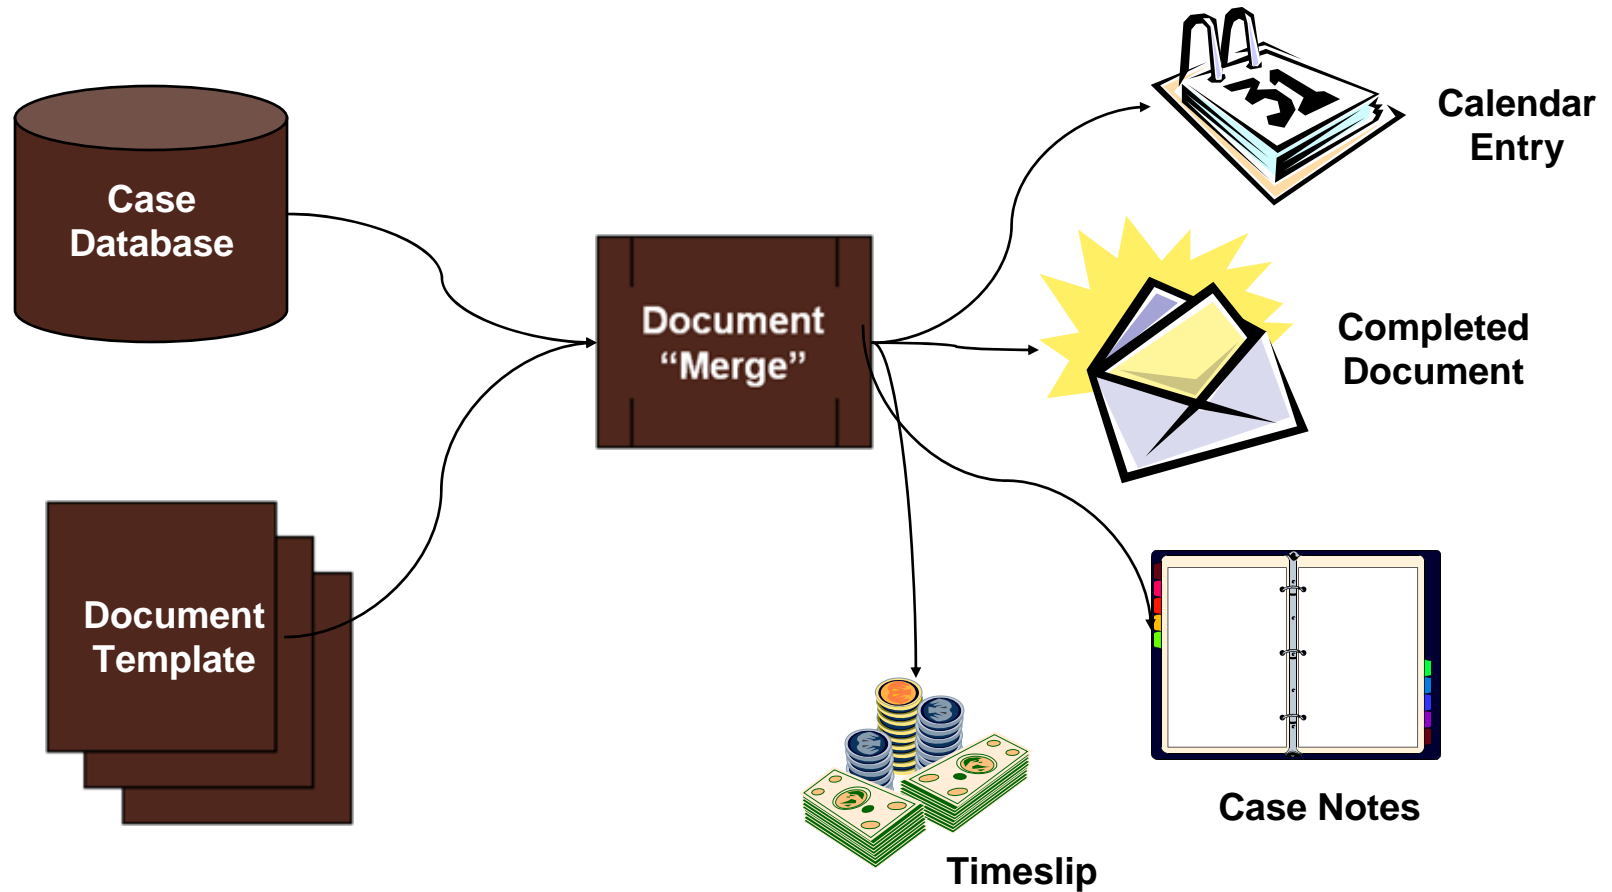 Case
Database
Document
Template
Document
“Merge”
31
Calendar
Entry
Completed
Document
Case Notes
Timeslip